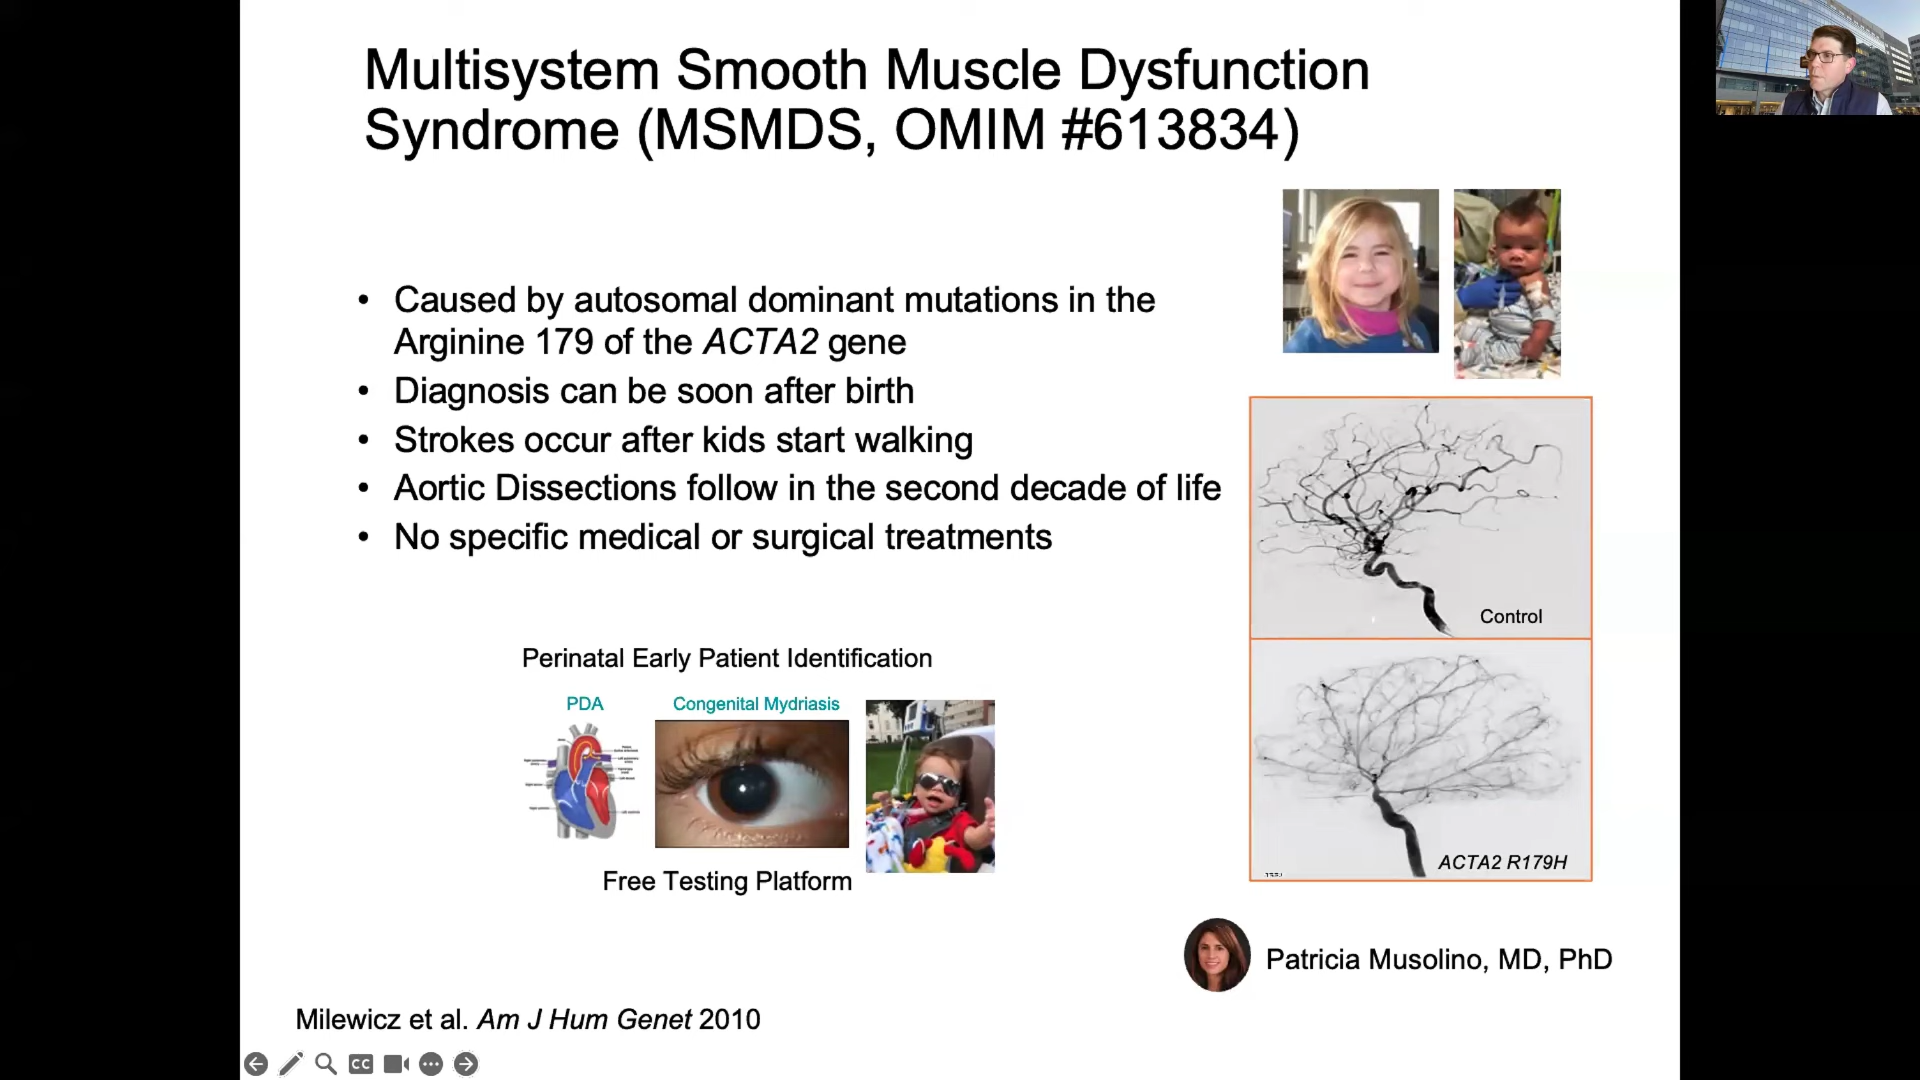 Multisystem Smooth Muscle Dysfunction
Syndrome (MSMDS, OMIM #613834)
• Caused by autosomal dominant mutations in the
Arginine 179 of the ACTA2 gene
• Diagnosis can be soon after birth
• Strokes occur after kids start walking
• Aortic Dissections follow in the second decade of life
• No specific medical or surgical treatments
Control
ACTA2 R179H
Perinatal Early Patient Identification
PDA
Congenital Mydriasis
Free Testing Platform
Patricia Musolino, MD, PhD
Milewicz et al. Am J Hum Genet 2010
CC